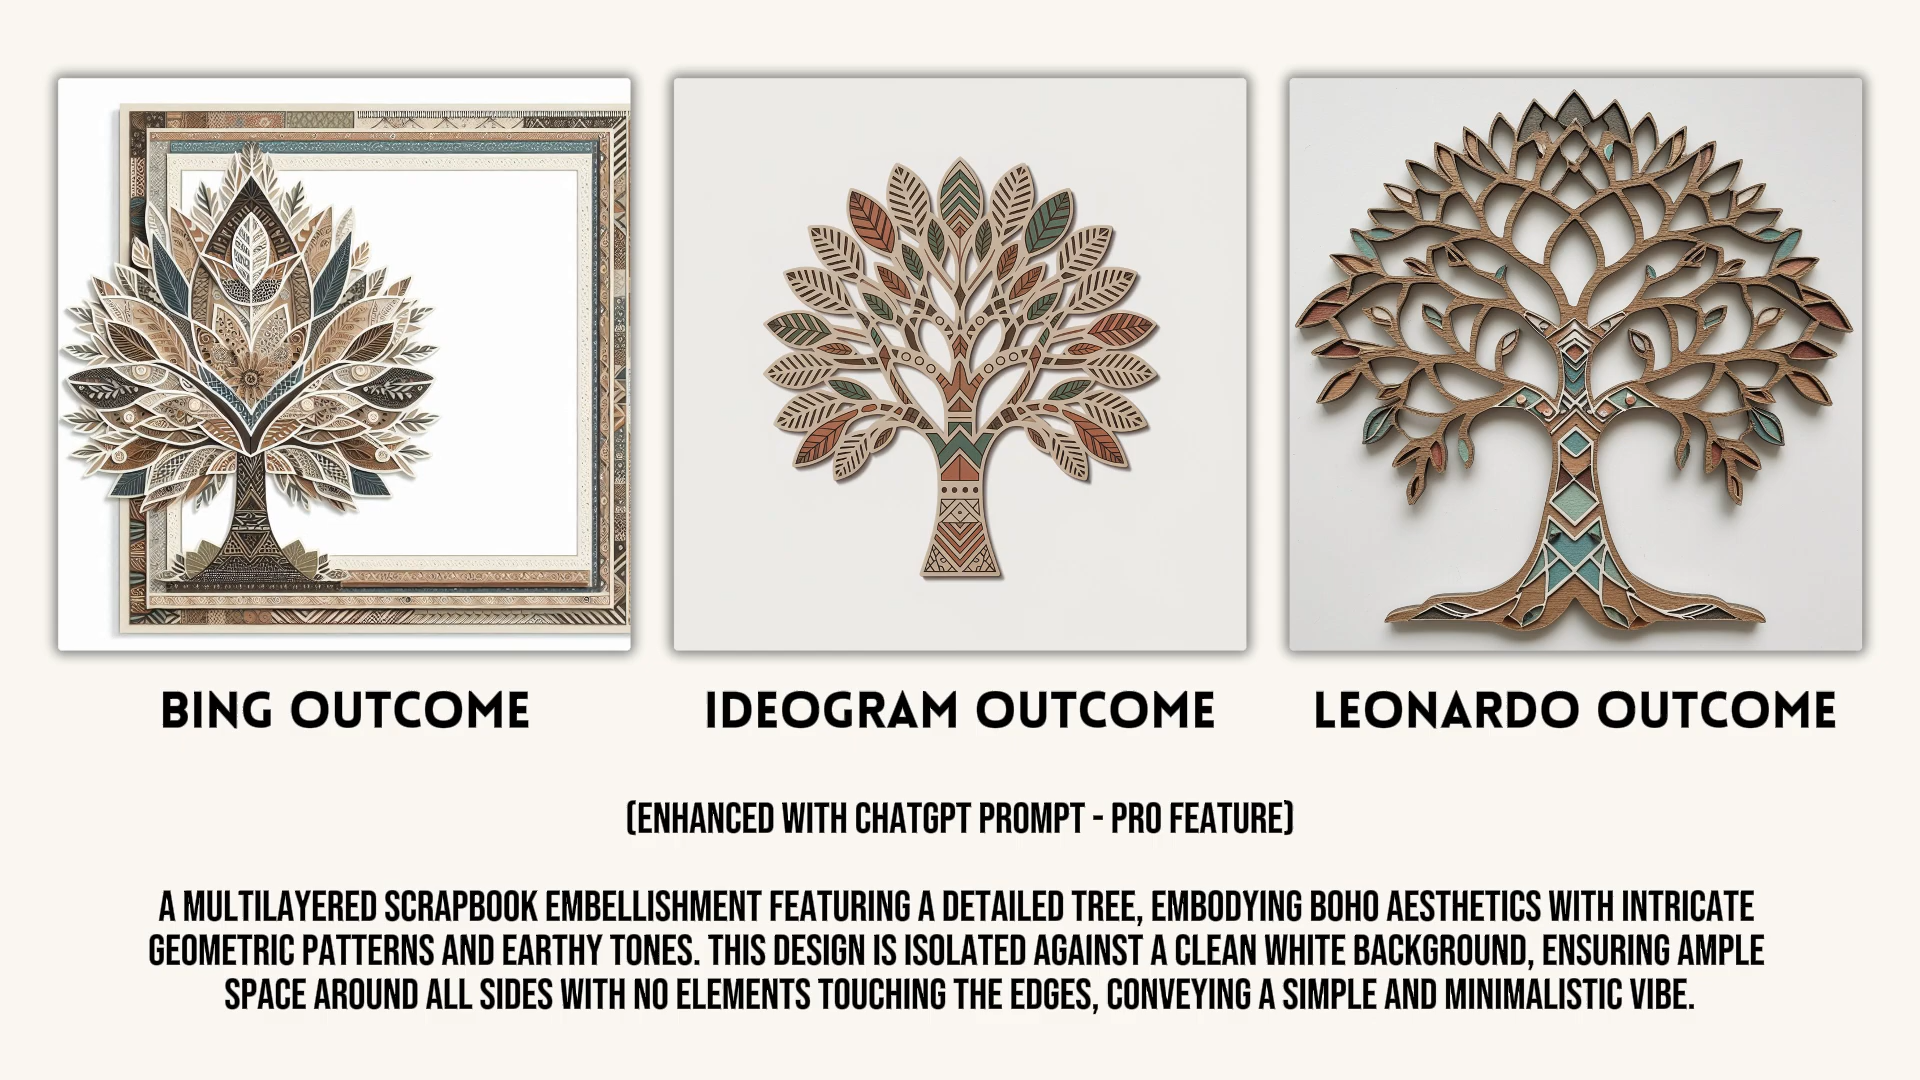 BING OUTCOME
IDEOGRAM OUTCOME
LEONARDO OUTCOME
(ENHANCED WITH CHATGPT PROMPT - PRO FEATURE)
A MULTILAYERED SCRAPBOOK EMBELLISHMENT FEATURING A DETAILED TREE, EMBODYING BOHO AESTHETICS WITH INTRICATE
GEOMETRIC PATTERNS AND EARTHY TONES. THIS DESIGN IS ISOLATED AGAINST A CLEAN WHITE BACKGROUND, ENSURING AMPLE
SPACE AROUND ALL SIDES WITH NO ELEMENTS TOUCHING THE EDGES, CONVEYING A SIMPLE AND MINIMALISTIC VIBE.